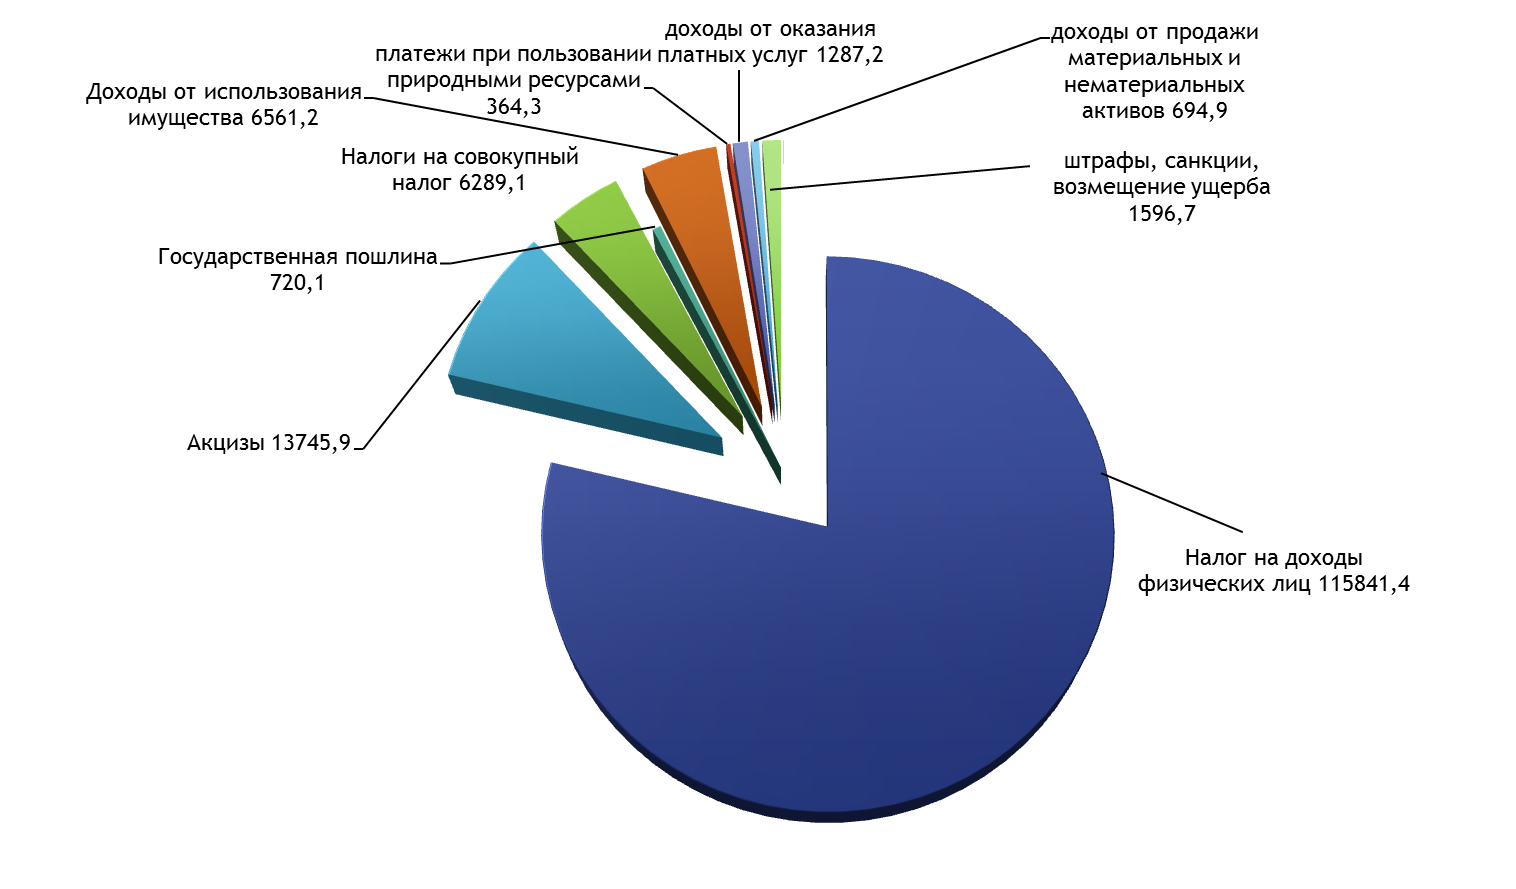 доходы от оказания
платных услуг 1287,2
доходы от продажи
материальных и
нематериальных
активов 694,9
платежи при пользовании
природными ресурсами
364,3
Доходы от использования
имущества 6561,2
Налоги на совокупный
налог 6289,1
штрафы, санкции,
возмещение ущерба
1596,7
Государственная пошлина
720,1
Акцизы 13745,9
Налог на доходы
физических лиц 115841,4